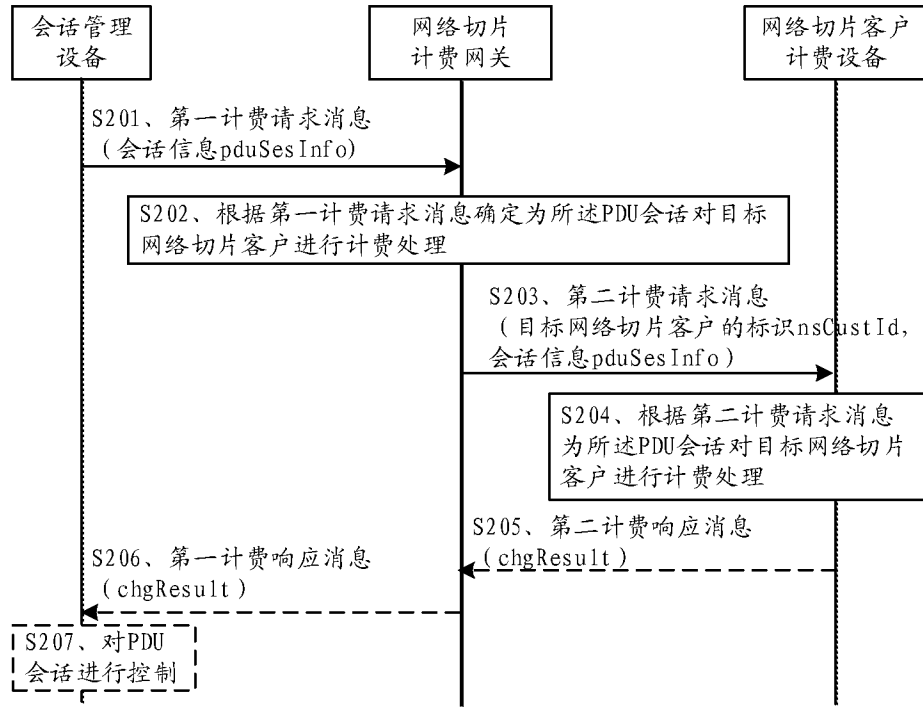 会话管理
设备
网络切片
计费网关
网络切片客户
计费设备
S201、第一计费请求消息
(会话信息pduSesInfo)
S202、根据第一计费请求消息确定为所述PDU会话对目标
网络切片客户进行计费处理
S203、第二计费请求消息
(目标网络切片客户的标识nsCustId,
会话信息pduSesInfo)
S204、根据第二计费请求消息
为所述PDU会话对目标网络切片
客户进行计费处理
S205、第二计费响应消息
(chgResult)
S206、第一计费响应消息
(chgResult)
S207、对PDU
会话进行控制